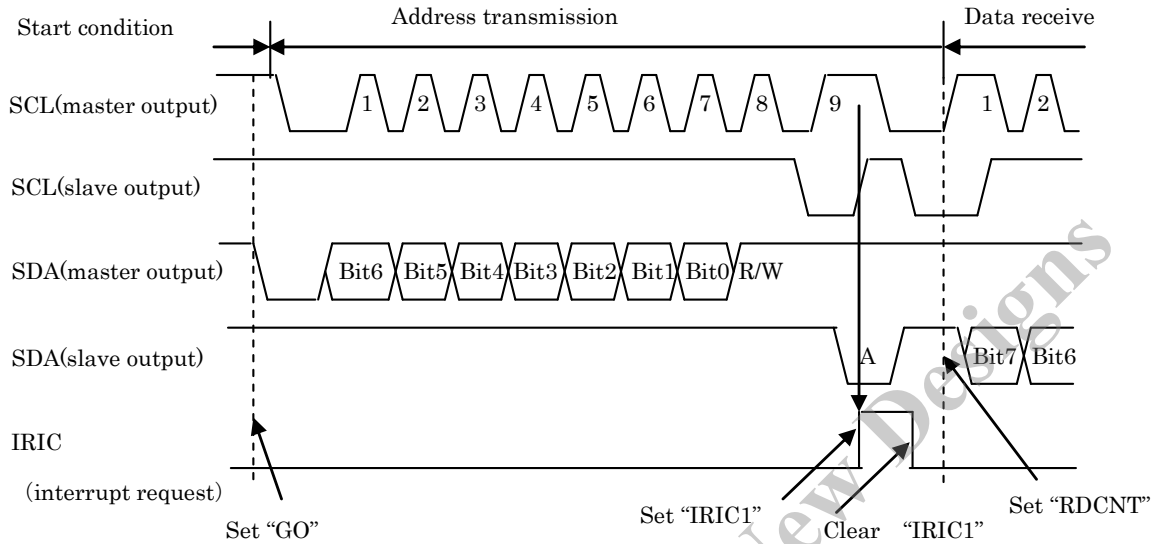 Start condition
Address transmission
Data receive
SCL(master output)
1 2 3 4 5 6 7 8 9 1 2
SCL(slave output)
SDA(master output)
Bit6 Bit5 Bit4 Bit3 Bit2 Bit1 Bit0 R/W
SDA(slave output)
A Bit7 Bit6
IRIC
(interrupt request)
Set “GO”
Set “IRIC1”
Clear “IRIC1”
Set “RDCNT”
New Designs